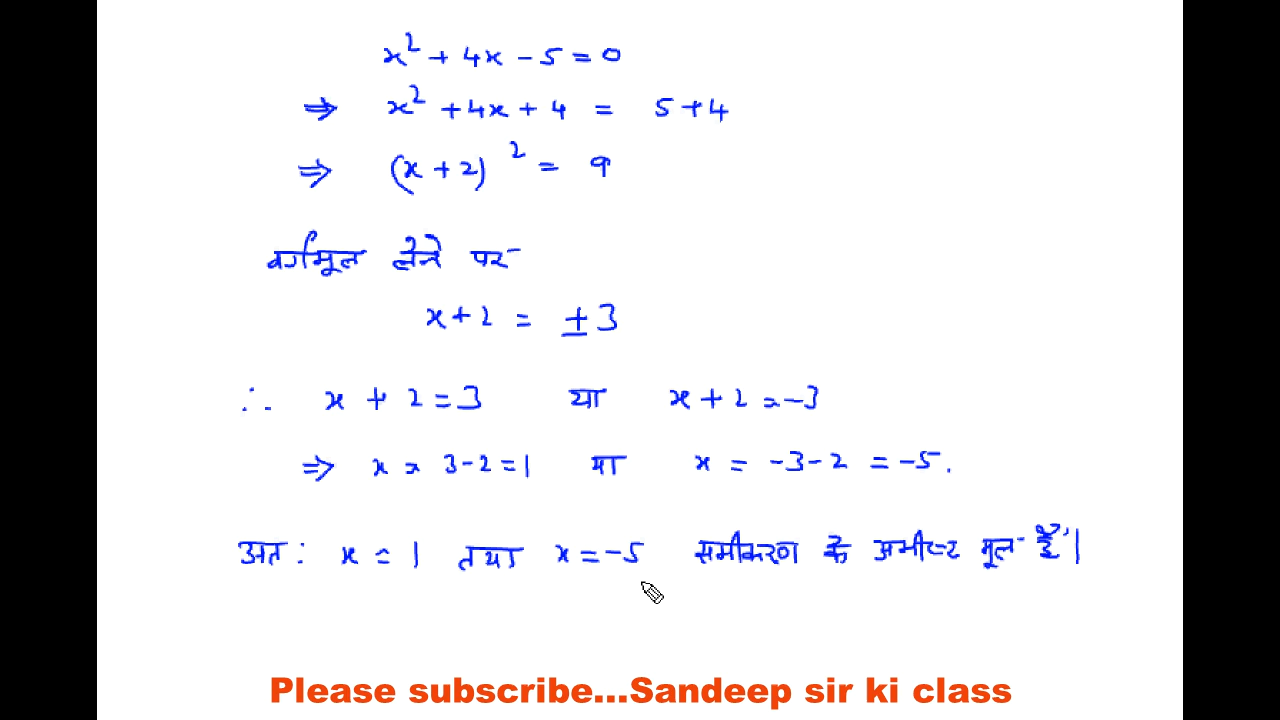 x² + 4x - 5 = 0
⇒ x² + 4x + 4 = 5 + 4
⇒ (x + 2)² = 9
वर्गमूल लेने पर
x + 2 = ± 3
∴ x + 2 = 3 या x + 2 = -3
⇒ x = 3 - 2 = 1 या x = -3 - 2 = -5.
अत: x = 1 तथा x = -5 समीकरण के अभीष्ट मूल हैं।
Please subscribe...Sandeep sir ki class